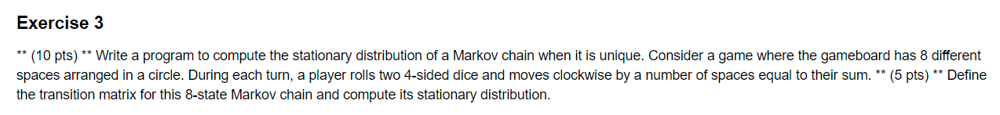 Exercise 3
** (10 pts) ** Write a program to compute the stationary distribution of a Markov chain when it is unique. Consider a game where the gameboard has 8 different
spaces arranged in a circle. During each turn, a player rolls two 4-sided dice and moves clockwise by a number of spaces equal to their sum. ** (5 pts) ** Define
the transition matrix for this 8-state Markov chain and compute its stationary distribution.